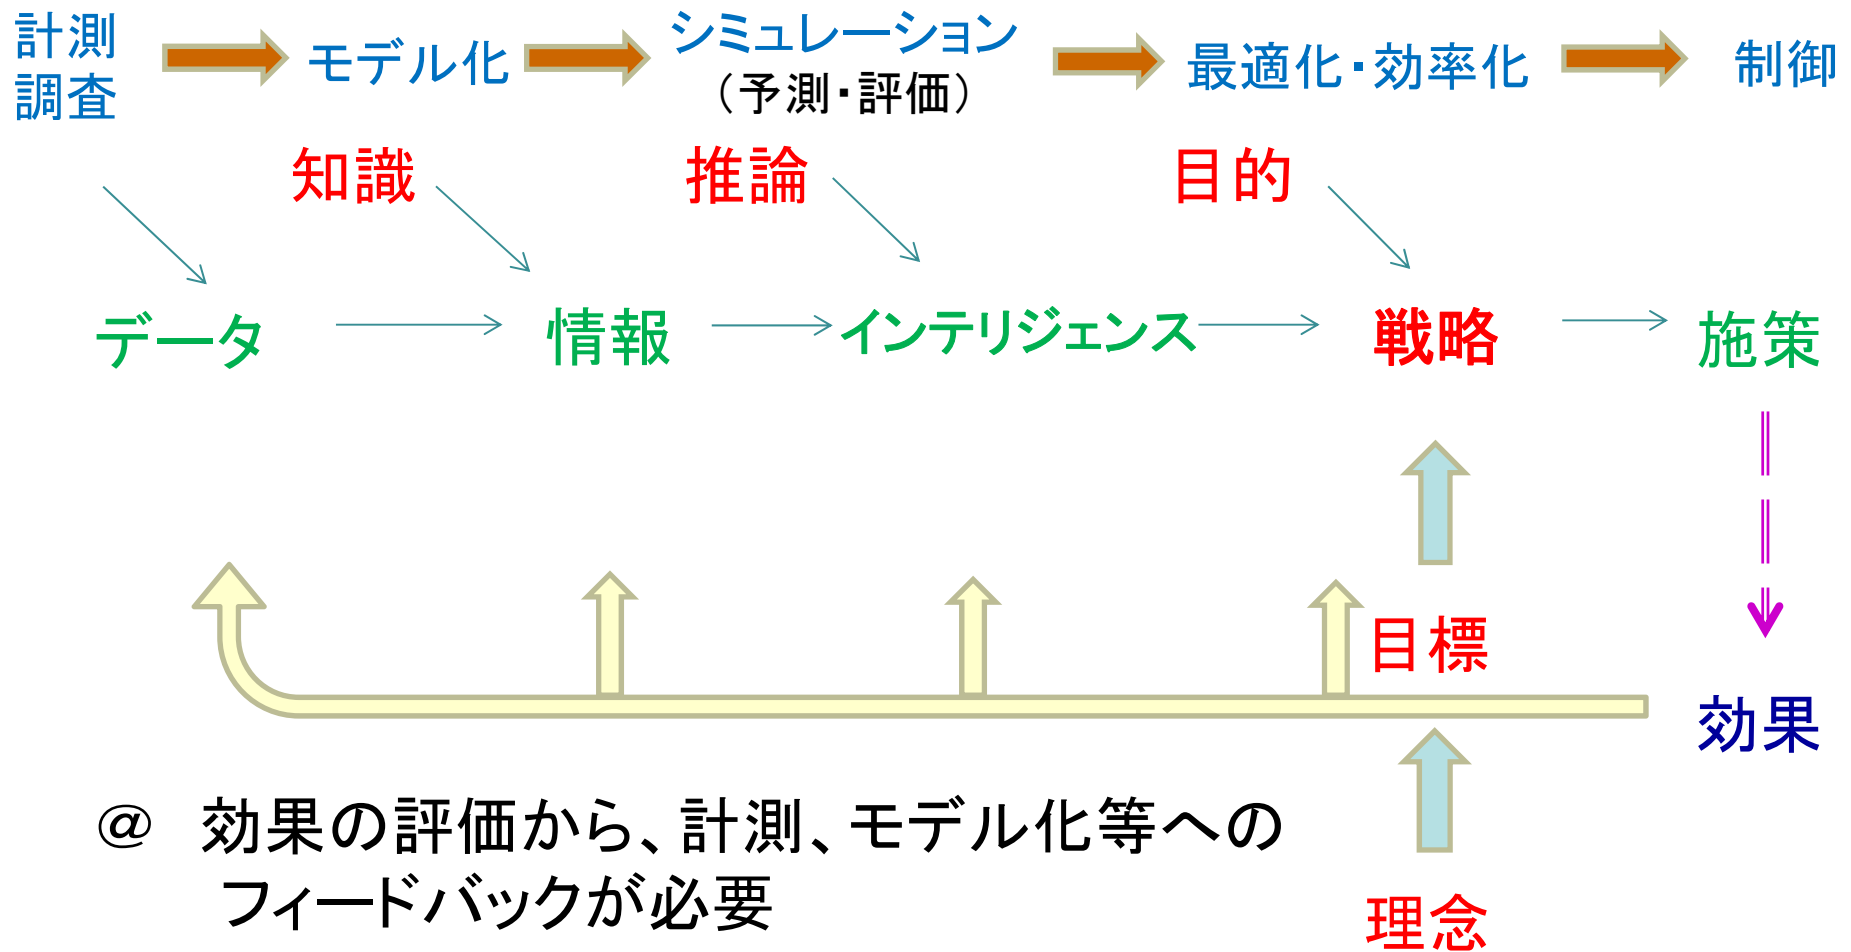 計測
調査
モデル化
シミュレーション
（予測・評価）
最適化・効率化
制御
知識
推論
目的
データ
情報
インテリジェンス
戦略
施策
目標
効果
＠　効果の評価から、計測、モデル化等への
フィードバックが必要
理念